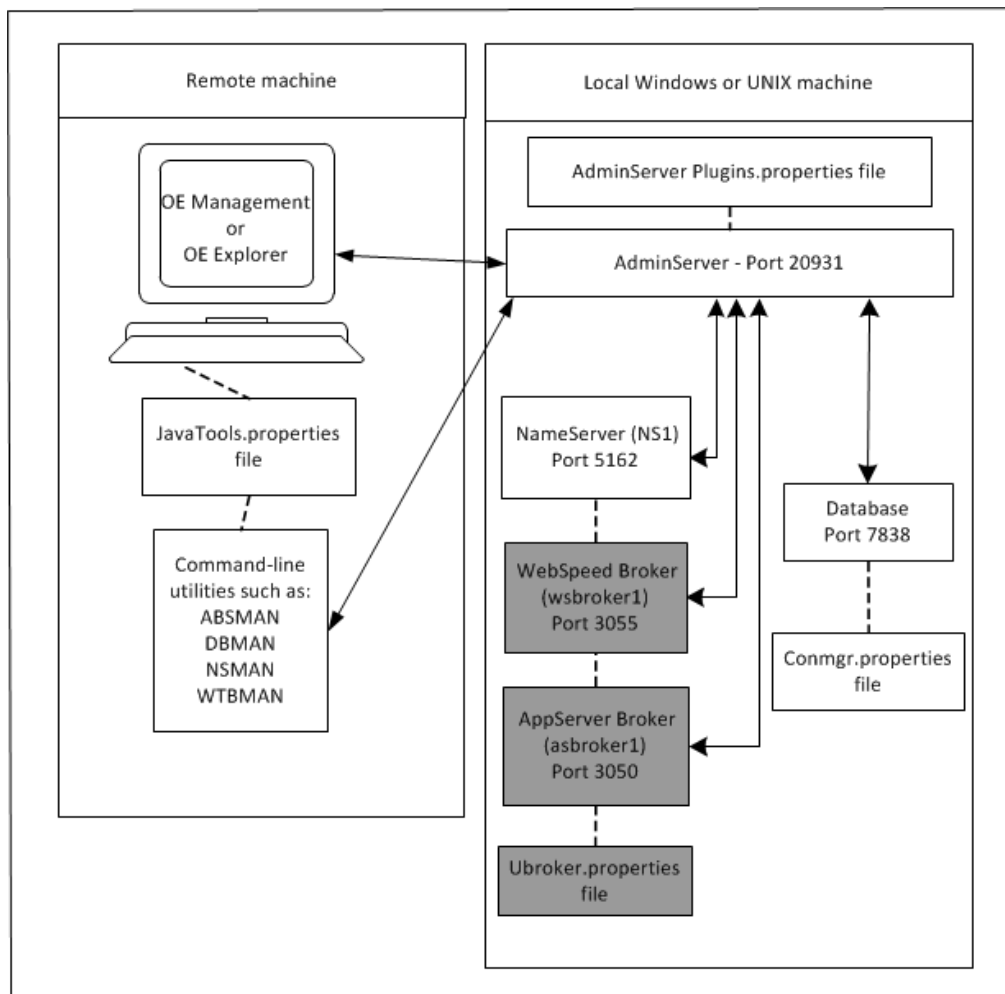 Remote machine
OE Management
or
OE Explorer
JavaTools.properties
file
Command-line
utilities such as:
ABSMAN
DBMAN
NSMAN
WTBMAN
Local Windows or UNIX machine
AdminServer Plugins.properties file
AdminServer - Port 20931
NameServer (NS1)
Port 5162
WebSpeed Broker
(wsbroker1)
Port 3055
AppServer Broker
(asbroker1)
Port 3050
Ubroker.properties
file
Database
Port 7838
Conmgr.properties
file